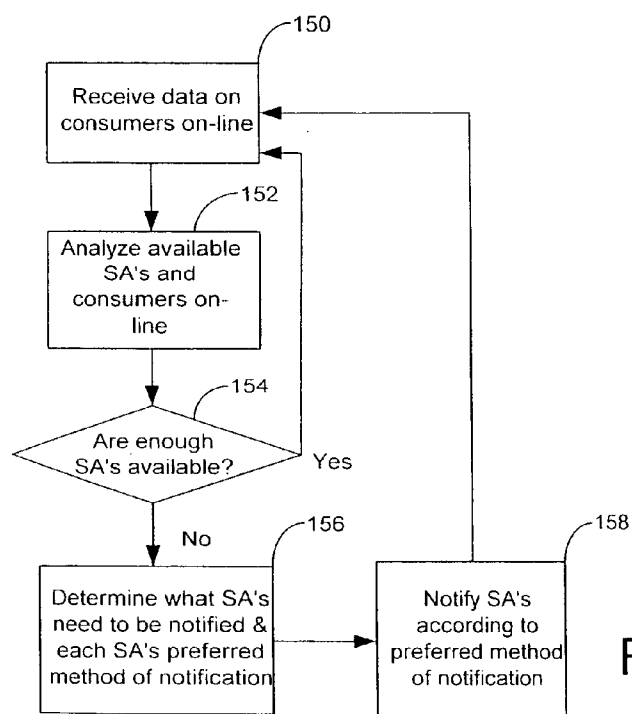 150
Receive data on
consumers on-line
152
Analyze available
SA's and
consumers on-
line
154
Are enough
SA's available?
Yes
No
156
158
Determine what SA's
need to be notified &
each SA's preferred
method of notification
Notify SA's
according to
preferred method
of notification
F